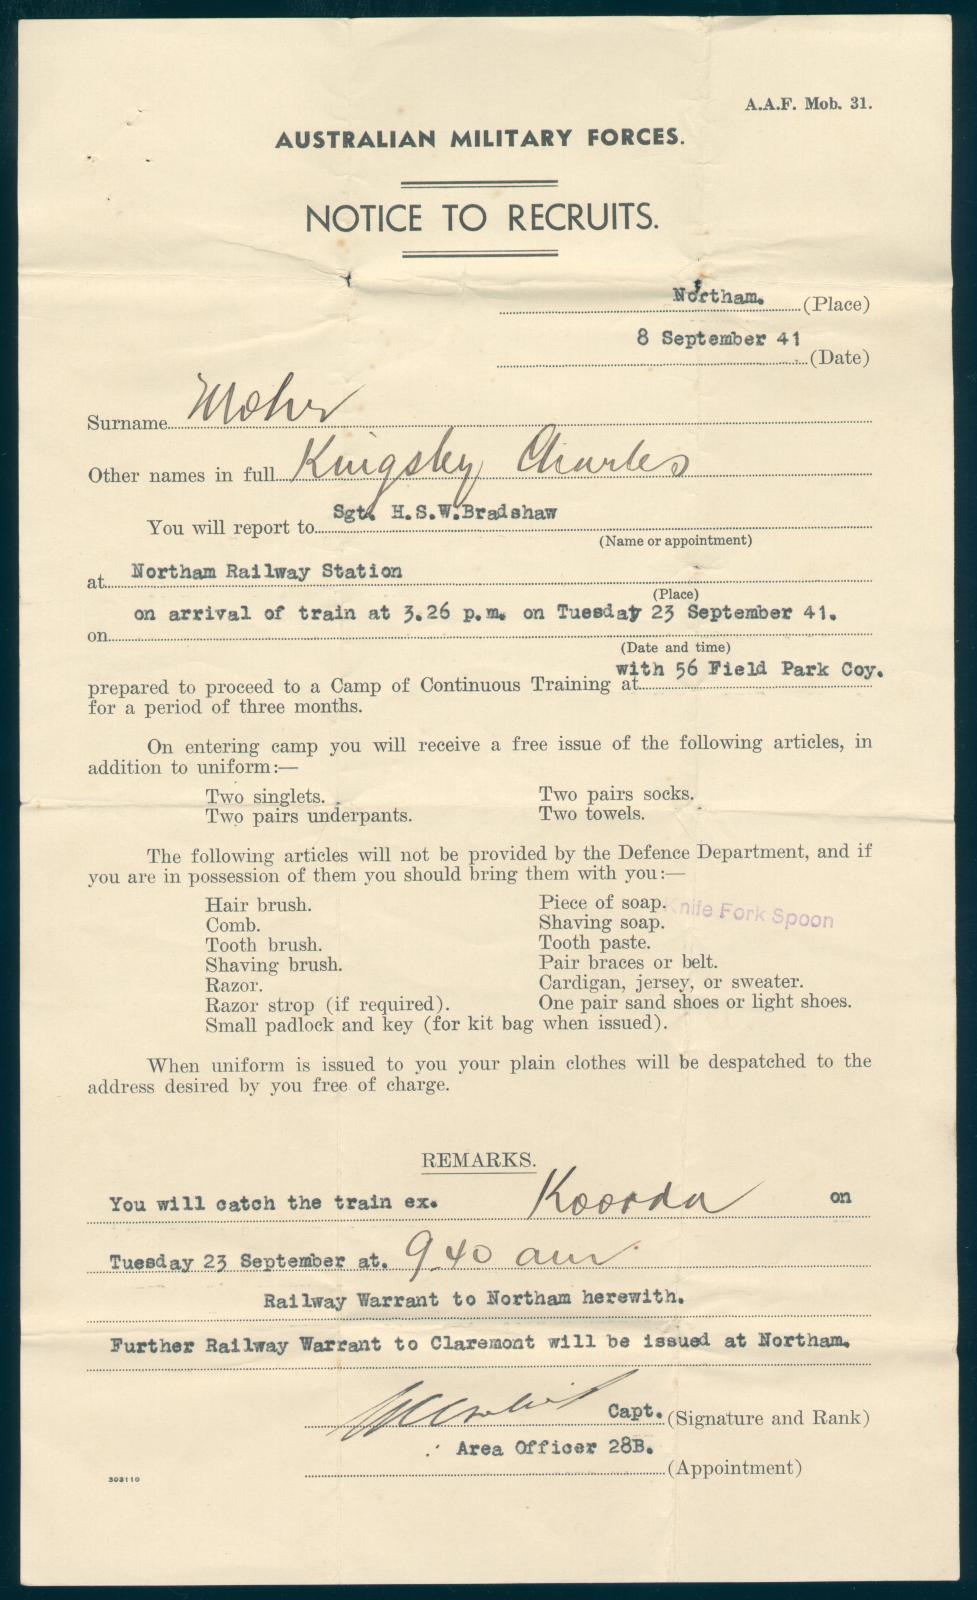 A.A.F. Mob. 31.
AUSTRALIAN MILITARY FORCES.
NOTICE TO RECRUITS.
Northam. (Place)
8 September 41 (Date)
Surname Mohr
Other names in full Kingsley Charles
You will report to Sgt. H.S.W.Bradshaw
(Name or appointment)
at Northam Railway Station
(Place)
on on arrival of train at 3.26 p.m. on Tuesday 23 September 41.
(Date and time)
prepared to proceed to a Camp of Continuous Training at with 56 Field Park Coy.
for a period of three months.
On entering camp you will receive a free issue of the following articles, in
addition to uniform:—
Two singlets. Two pairs socks.
Two pairs underpants. Two towels.
The following articles will not be provided by the Defence Department, and if
you are in possession of them you should bring them with you:—
Hair brush. Piece of soap. Knife Fork Spoon
Comb. Shaving soap.
Tooth brush. Tooth paste.
Shaving brush. Pair braces or belt.
Razor. Cardigan, jersey, or sweater.
Razor strop (if required). One pair sand shoes or light shoes.
Small padlock and key (for kit bag when issued).
When uniform is issued to you your plain clothes will be despatched to the
address desired by you free of charge.
REMARKS.
You will catch the train ex. Koorda on
Tuesday 23 September at. 9.40 am.
Railway Warrant to Northam herewith.
Further Railway Warrant to Claremont will be issued at Northam.
Capt. (Signature and Rank)
Area Officer 28B.
(Appointment)
303110